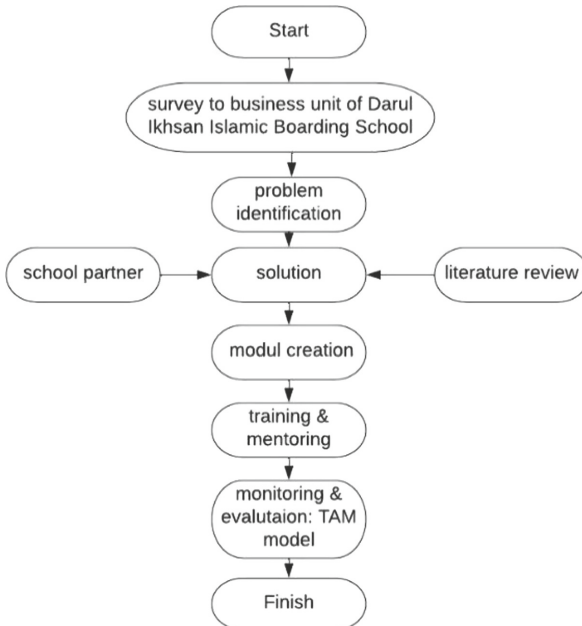 Start
survey to business unit of Darul
Ikhsan Islamic Boarding School
problem
identification
school partner
solution
literature review
modul creation
training &
mentoring
monitoring &
evalutaion: TAM
model
Finish